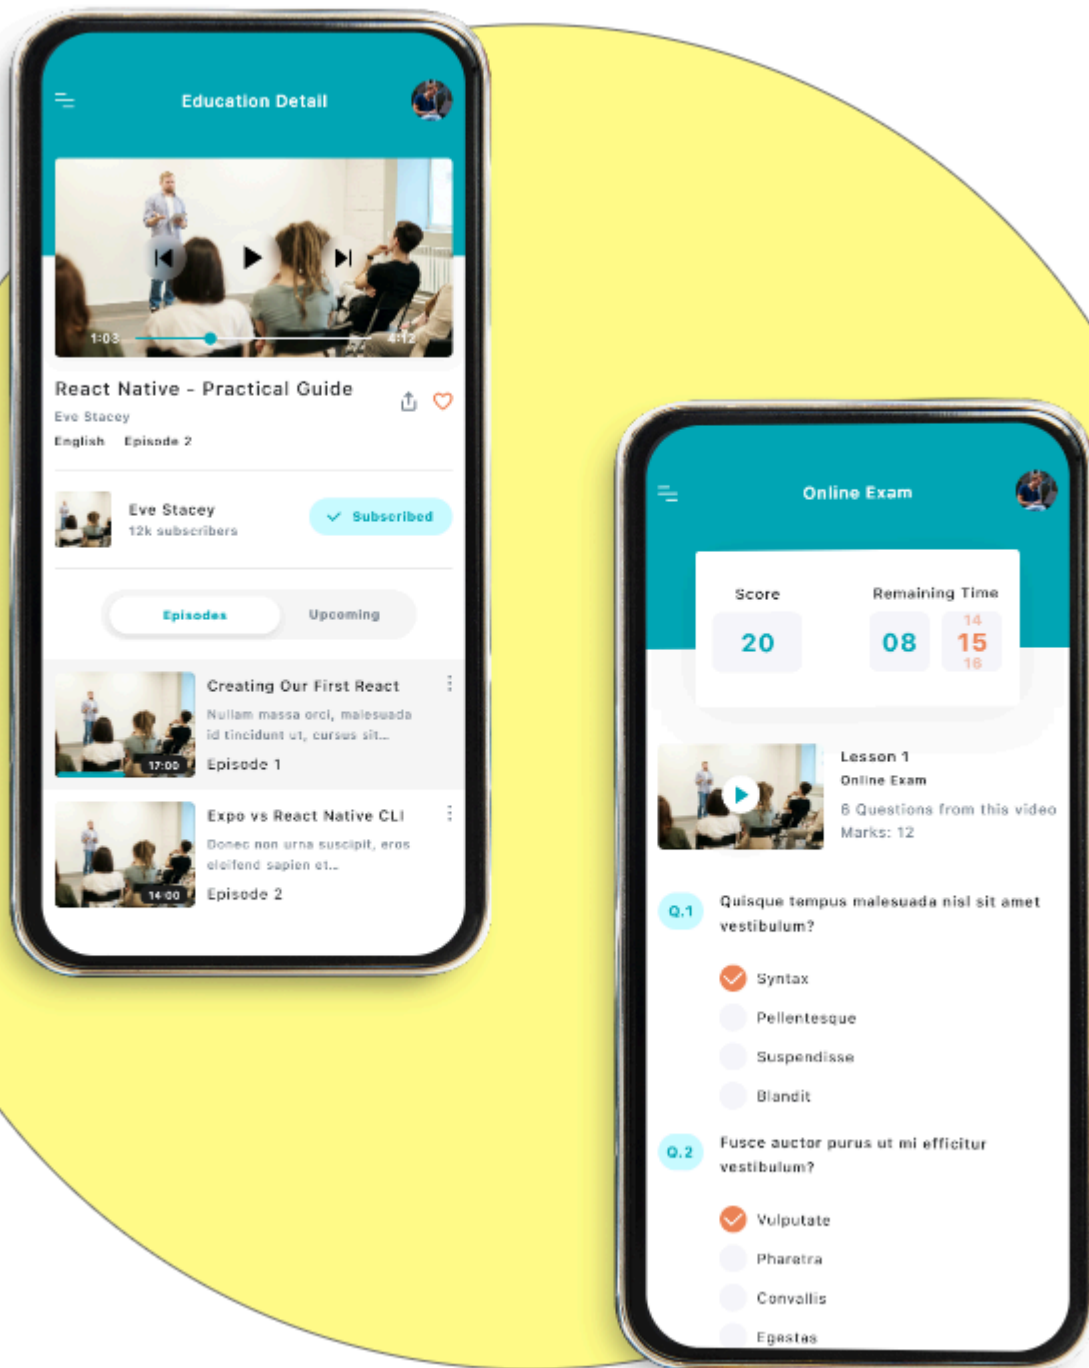 Education Detail
1:03
4:12
React Native - Practical Guide
Eve Stacey
English Episode 2
Eve Stacey
12k subscribers
Subscribed
Episodes
Upcoming
Creating Our First React
Nullam massa orci, malesuada
id tincidunt ut, cursus sit...
17:00
Episode 1
Expo vs React Native CLI
Donec non urna suscipit, eros
eleifend sapien et...
14:00
Episode 2
Online Exam
Score
Remaining Time
20
08
14
15
16
Lesson 1
Online Exam
6 Questions from this video
Marks: 12
Q.1
Quisque tempus malesuada nisl sit amet
vestibulum?
Syntax
Pellentesque
Suspendisse
Blandit
Q.2
Fusce auctor purus ut mi efficitur
vestibulum?
Vulputate
Pharetra
Convallis
Egestas